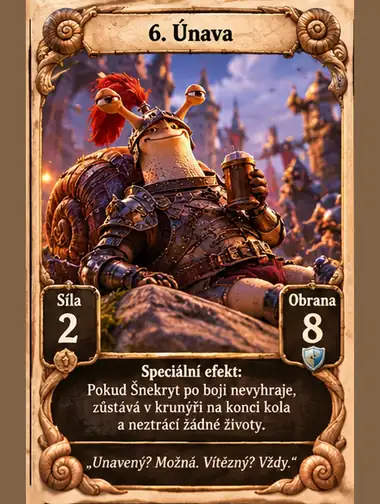 6. Únava
Síla
2
Obrana
8
Speciální efekt:
Pokud Šnekryt po boji nevyhraje,
zůstává v krunýři na konci kola
a neztrácí žádné životy.
„Unavený? Možná. Vítězný? Vždy.“